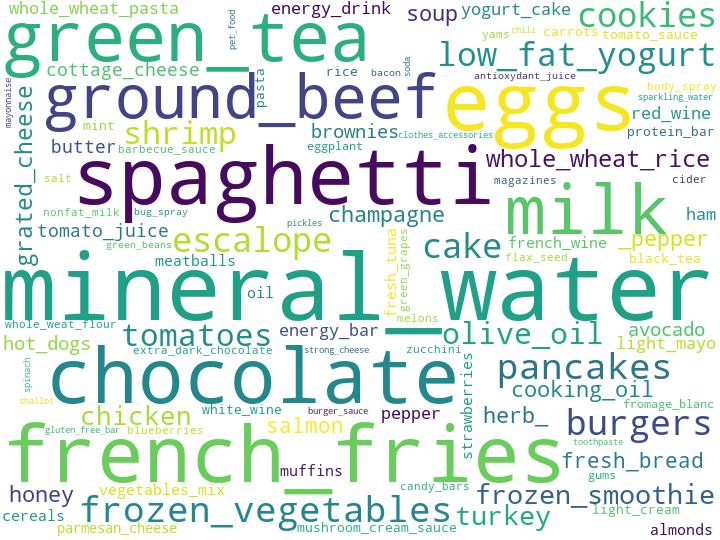 whole_wheat_pasta
energy_drink
soup
yogurt_cake
cookies
green_tea
pet_food
yams
chili
carrots
tomato_sauce
low_fat_yogurt
cottage_cheese
pasta
rice
bacon
soda
antioxydant_juice
mayonnaise
ground_beef
eggs
body_spray
sparkling_water
red_wine
protein_bar
grated_cheese
mint
shrimp
brownies
clothes_accessories
butter
barbecue_sauce
eggplant
spaghetti
whole_wheat_rice
salt
magazines
cider
milk
nonfat_milk
bug_spray
pickles
champagne
ham
tomato_juice
green_beans
escalope
fresh_tuna
green_grapes
cake
french_wine
_pepper
meatballs
flax_seed
black_tea
mineral_water
oil
melons
whole_weat_flour
tomatoes
energy_bar
olive_oil
avocado
hot_dogs
extra_dark_chocolate
strong_cheese
zucchini
light_mayo
spinach
chocolate
strawberries
pancakes
cooking_oil
shallot
chicken
white_wine
burger_sauce
pepper
herb_
fromage_blanc
gluten_free_bar
blueberries
salmon
burgers
french_fries
toothpaste
muffins
fresh_bread
gums
honey
vegetables_mix
candy_bars
frozen_smoothie
cereals
frozen_vegetables
turkey
light_cream
parmesan_cheese
mushroom_cream_sauce
almonds